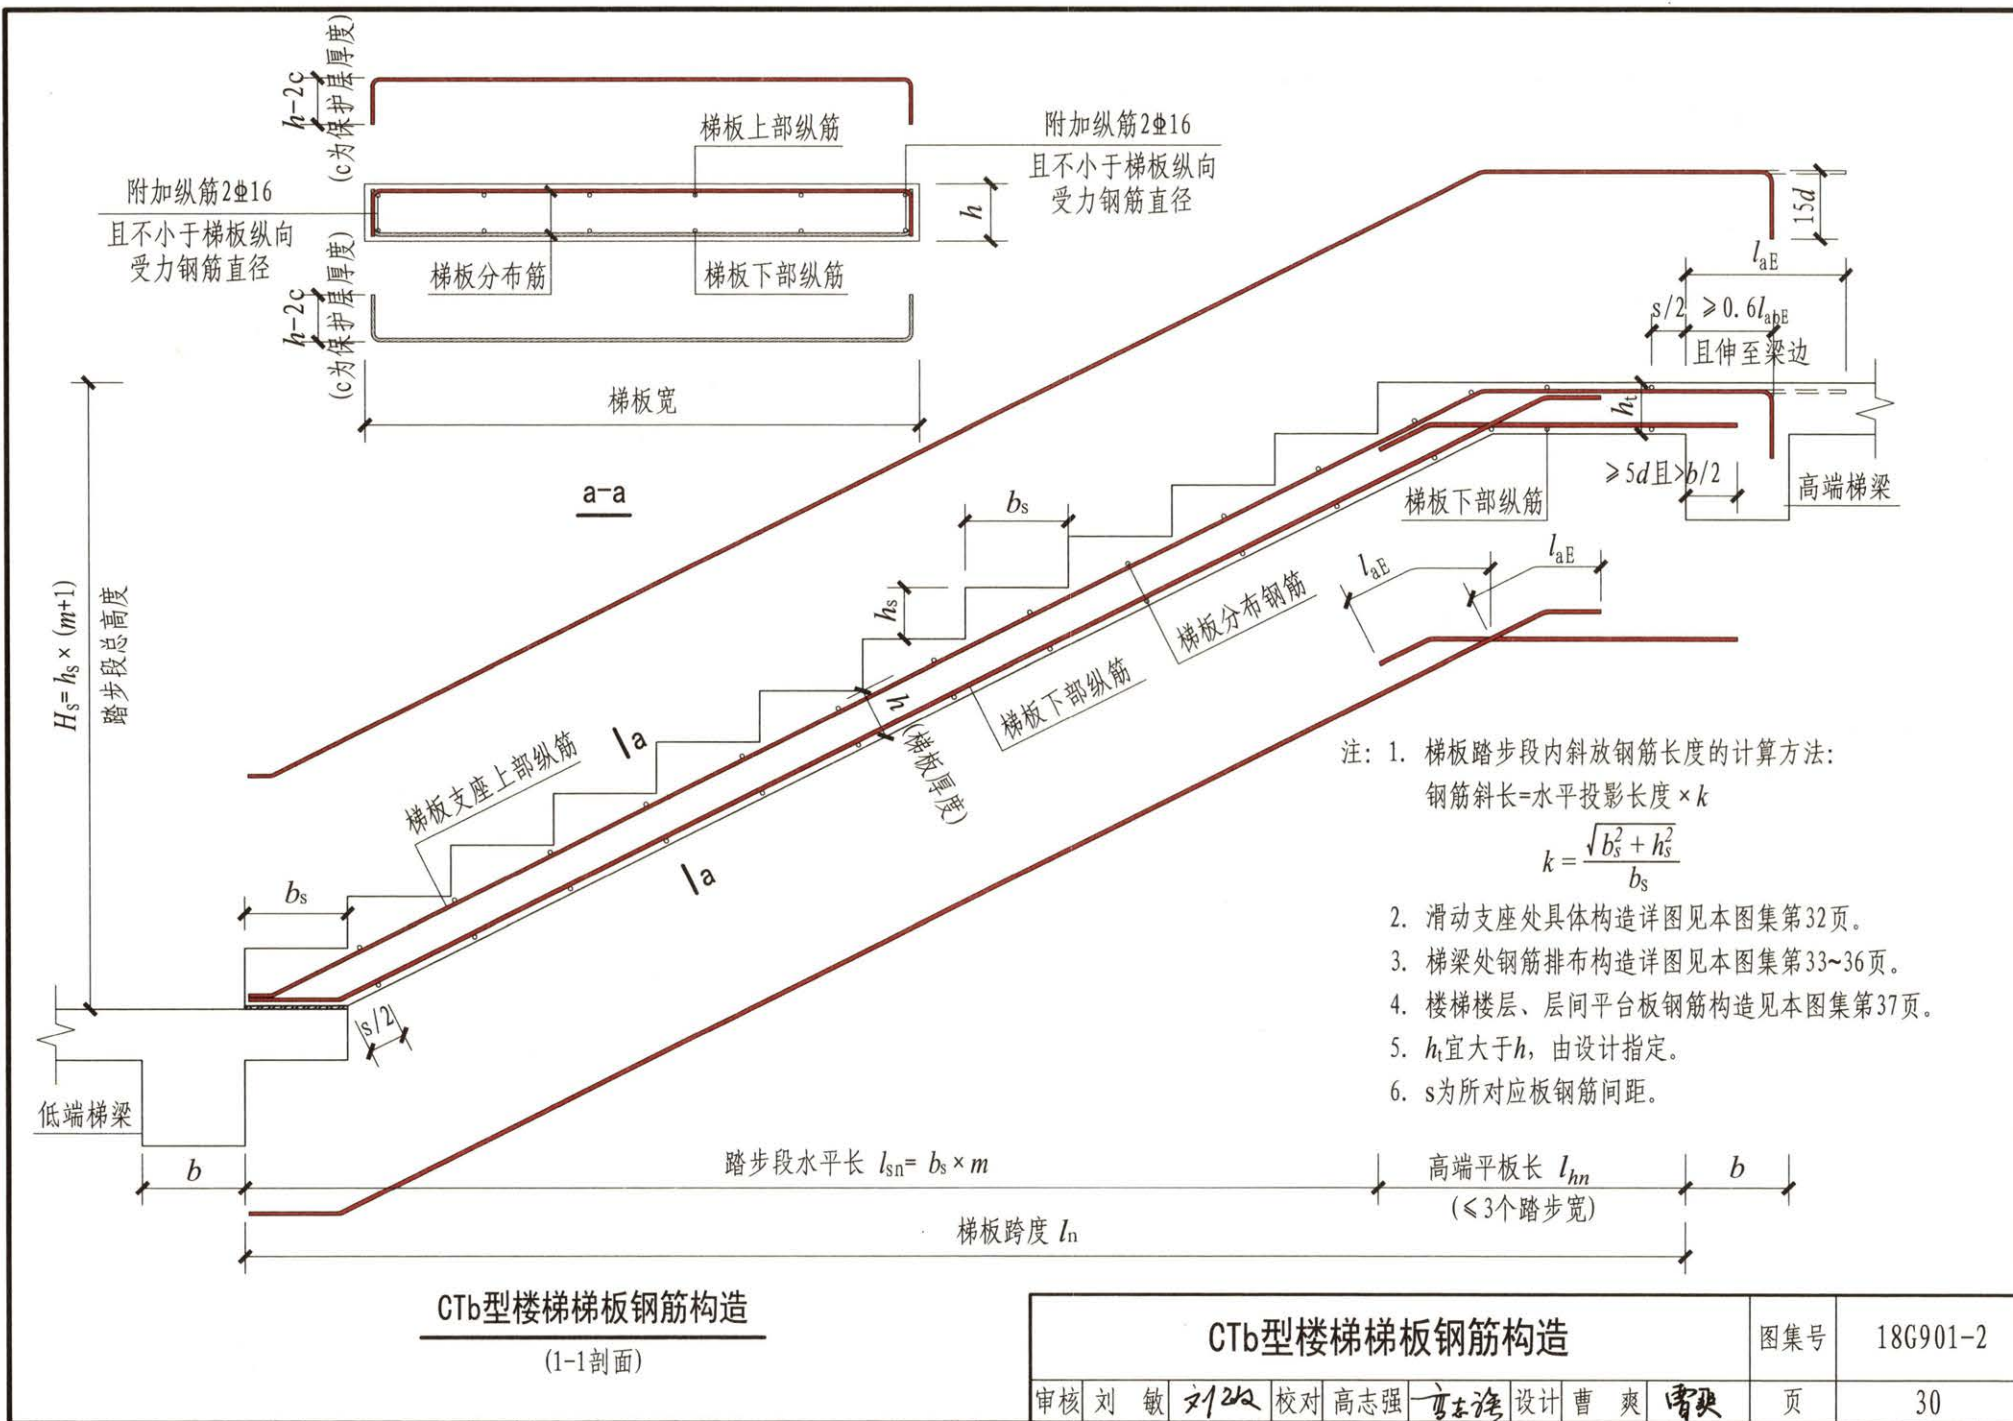 h-2c
(c为保护层厚度)
梯板上部纵筋
附加纵筋2⌽16
且不小于梯板纵向
受力钢筋直径
附加纵筋2⌽16
且不小于梯板纵向
受力钢筋直径
h
梯板分布筋
梯板下部纵筋
h-2c
(c为保护层厚度)
梯板宽
a-a
15d
laE
s/2 ≥0.6labE
且伸至梁边
ht
≥5d且>b/2
高端梯梁
梯板下部纵筋
bs
hs
laE
laE
梯板分布钢筋
梯板下部纵筋
h
(梯板厚度)
Hs=hs×(m+1)
踏步段总高度
梯板支座上部纵筋
a
a
bs
s/2
低端梯梁
b
踏步段水平长 lsn=bs×m
高端平板长 lhn
(≤3个踏步宽)
b
梯板跨度 ln
注: 1. 梯板踏步段内斜放钢筋长度的计算方法:
钢筋斜长=水平投影长度×k
k=√(bs²+hs²)/bs
2. 滑动支座处具体构造详图见本图集第32页。
3. 梯梁处钢筋排布构造详图见本图集第33~36页。
4. 楼梯楼层、层间平台板钢筋构造见本图集第37页。
5. ht宜大于h, 由设计指定。
6. s为所对应板钢筋间距。
CTb型楼梯梯板钢筋构造
(1-1剖面)
CTb型楼梯梯板钢筋构造 图集号 18G901-2
审核 刘 敏 校对 高志强 设计 曹 爽 页 30